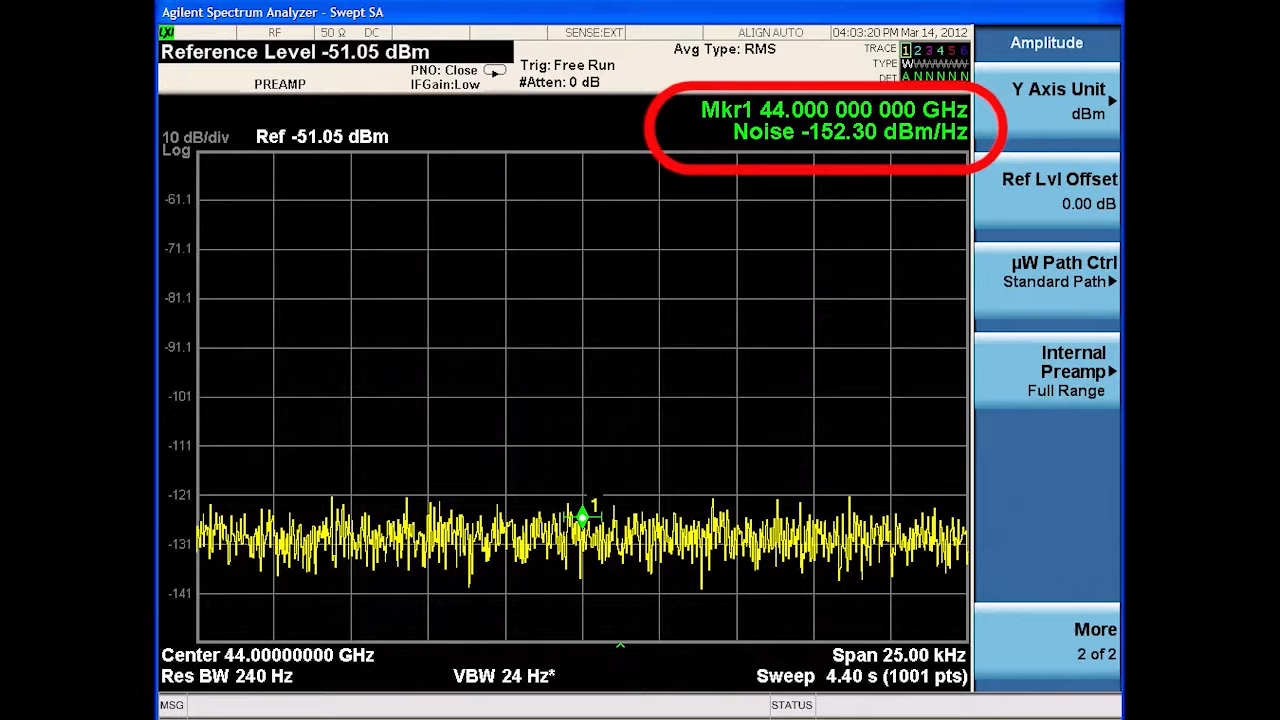 Agilent Spectrum Analyzer - Swept SA
LXI RF 50 Ω DC SENSE:EXT ALIGN AUTO 04:03:20 PM Mar 14, 2012
Reference Level -51.05 dBm
Avg Type: RMS
TRACE 1 2 3 4 5 6
TYPE W
DET A N N N N N
PREAMP
PNO: Close
IFGain:Low
Trig: Free Run
#Atten: 0 dB
Mkr1 44.000 000 000 GHz
Noise -152.30 dBm/Hz
10 dB/div
Log
Ref -51.05 dBm
-61.1
-71.1
-81.1
-91.1
-101
-111
-121
-131
-141
1
Center 44.00000000 GHz
Span 25.00 kHz
Res BW 240 Hz
VBW 24 Hz*
Sweep 4.40 s (1001 pts)
MSG
STATUS
Amplitude
Y Axis Unit
dBm
Ref Lvl Offset
0.00 dB
µW Path Ctrl
Standard Path
Internal
Preamp
Full Range
More
2 of 2